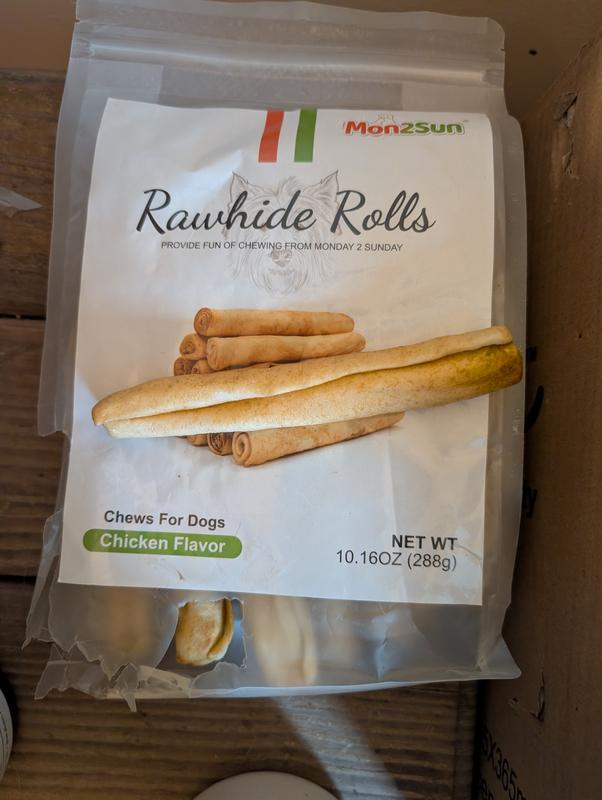 Mon2Sun
Rawhide Rolls
PROVIDE FUN OF CHEWING FROM MONDAY 2 SUNDAY
Chews For Dogs
Chicken Flavor
NET WT
10.16OZ (288g)